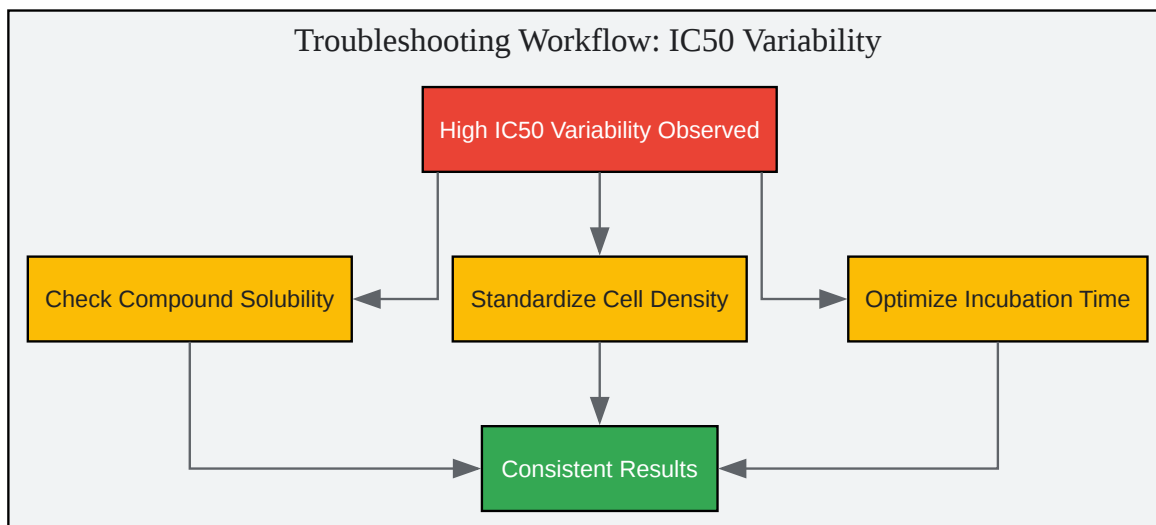 Troubleshooting Workflow: IC50 Variability
High IC50 Variability Observed
Check Compound Solubility
Standardize Cell Density
Optimize Incubation Time
Consistent Results